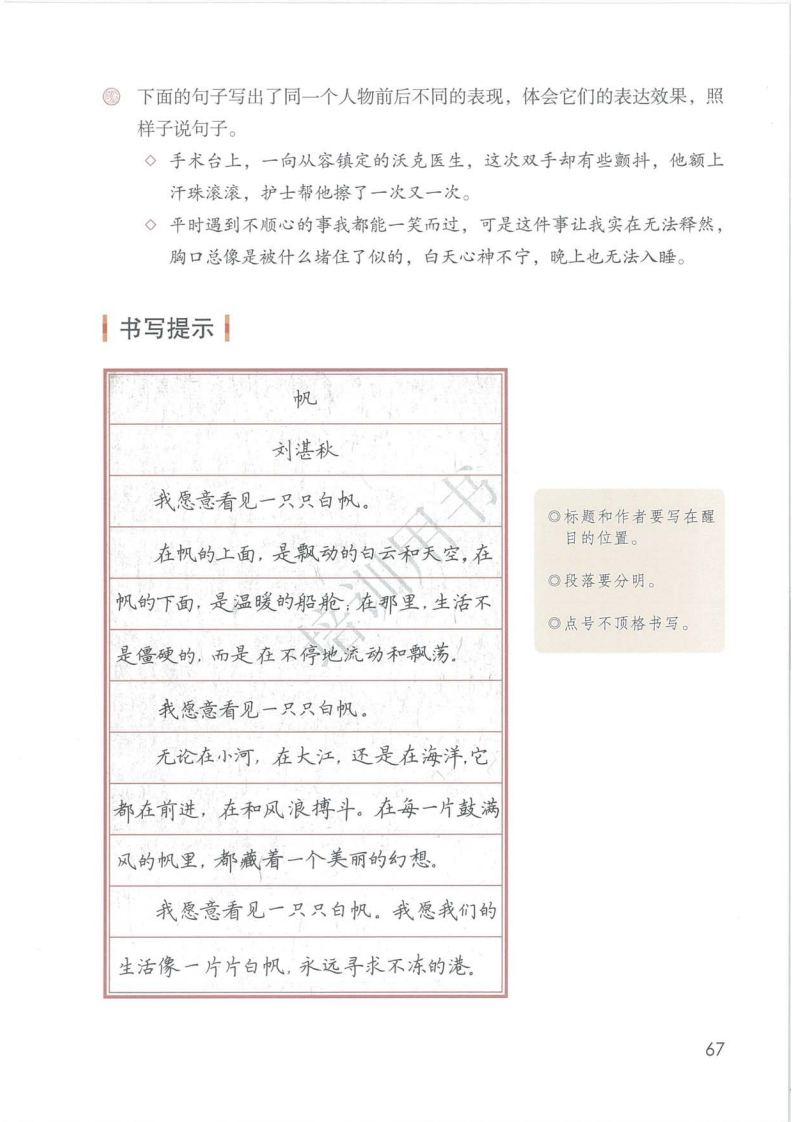 下面的句子写出了同一个人物前后不同的表现，体会它们的表达效果，照
样子说句子。
◇ 手术台上，一向从容镇定的沃克医生，这次双手却有些颤抖，他额上
汗珠滚滚，护士帮他擦了一次又一次。
◇ 平时遇到不顺心的事我都能一笑而过，可是这件事让我实在无法释然，
胸口总像是被什么堵住了似的，白天心神不宁，晚上也无法入睡。
书写提示
帆
刘湛秋
我愿意看见一只只白帆。
在帆的上面，是飘动的白云和天空，在
帆的下面，是温暖的船舱；在那里，生活不
是僵硬的，而是在不停地流动和飘荡。
我愿意看见一只只白帆。
无论在小河，在大江，还是在海洋，它
都在前进，在和风浪搏斗。在每一片鼓满
风的帆里，都藏着一个美丽的幻想。
我愿意看见一只只白帆。我愿我们的
生活像一片片白帆，永远寻求不冻的港。
◎标题和作者要写在醒
目的位置。
◎段落要分明。
◎点号不顶格书写。
培训用书
67